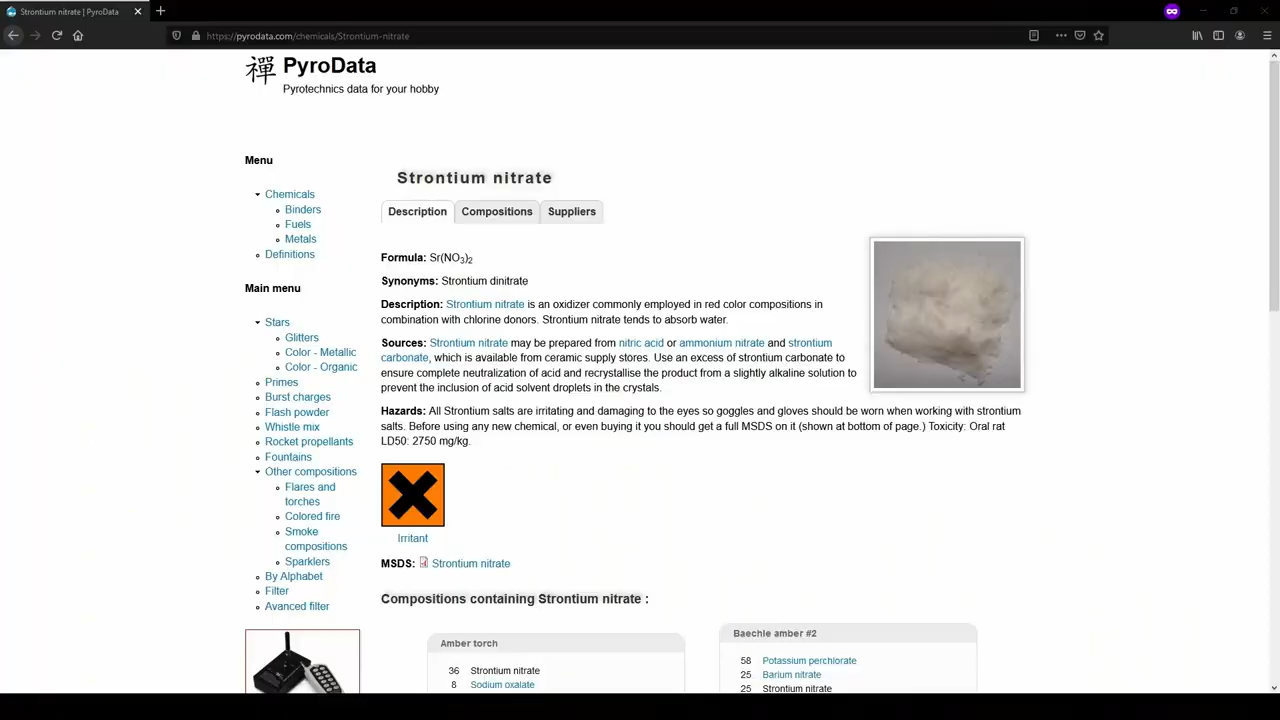 Strontium nitrate | PyroData
https://pyrodata.com/chemicals/Strontium-nitrate
禪 PyroData
Pyrotechnics data for your hobby
Menu
Chemicals
Binders
Fuels
Metals
Definitions
Main menu
Stars
Glitters
Color - Metallic
Color - Organic
Primes
Burst charges
Flash powder
Whistle mix
Rocket propellants
Fountains
Other compositions
Flares and
torches
Colored fire
Smoke
compositions
Sparklers
By Alphabet
Filter
Avanced filter
Strontium nitrate
Description Compositions Suppliers
Formula: Sr(NO3)2
Synonyms: Strontium dinitrate
Description: Strontium nitrate is an oxidizer commonly employed in red color compositions in
combination with chlorine donors. Strontium nitrate tends to absorb water.
Sources: Strontium nitrate may be prepared from nitric acid or ammonium nitrate and strontium
carbonate, which is available from ceramic supply stores. Use an excess of strontium carbonate to
ensure complete neutralization of acid and recrystallise the product from a slightly alkaline solution to
prevent the inclusion of acid solvent droplets in the crystals.
Hazards: All Strontium salts are irritating and damaging to the eyes so goggles and gloves should be worn when working with strontium
salts. Before using any new chemical, or even buying it you should get a full MSDS on it (shown at bottom of page.) Toxicity: Oral rat
LD50: 2750 mg/kg.
Irritant
MSDS: Strontium nitrate
Compositions containing Strontium nitrate :
Amber torch
36 Strontium nitrate
8 Sodium oxalate
Baechle amber #2
58 Potassium perchlorate
25 Barium nitrate
25 Strontium nitrate